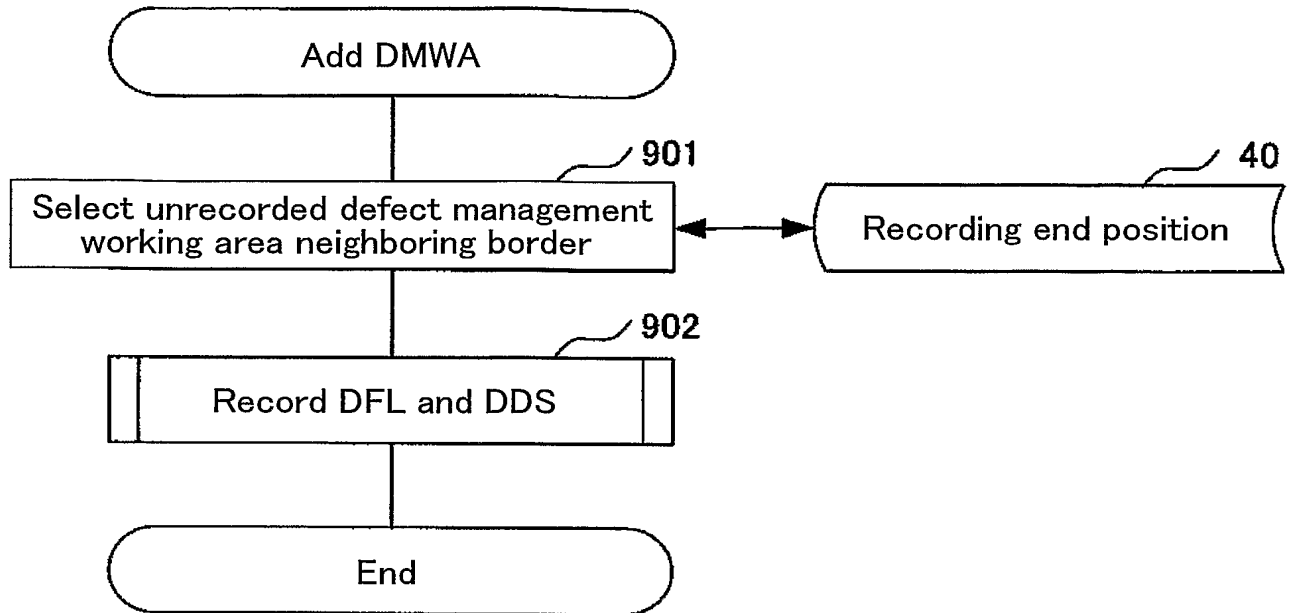 Add DMWA
901
40
Select unrecorded defect management
working area neighboring border
Recording end position
902
Record DFL and DDS
End